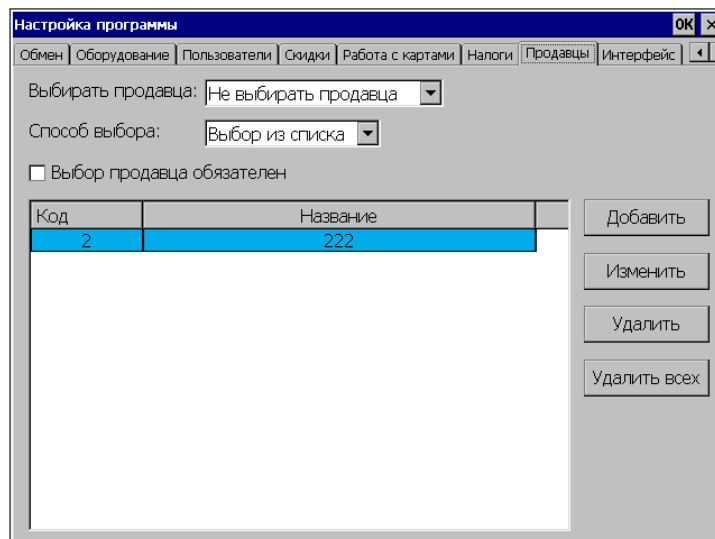 Настройка программы OK ×
Обмен Оборудование Пользователи Скидки Работа с картами Налоги Продавцы Интерфейс
Выбирать продавца: Не выбирать продавца
Способ выбора: Выбор из списка
Выбор продавца обязателен
Код Название
2 222
Добавить
Изменить
Удалить
Удалить всех